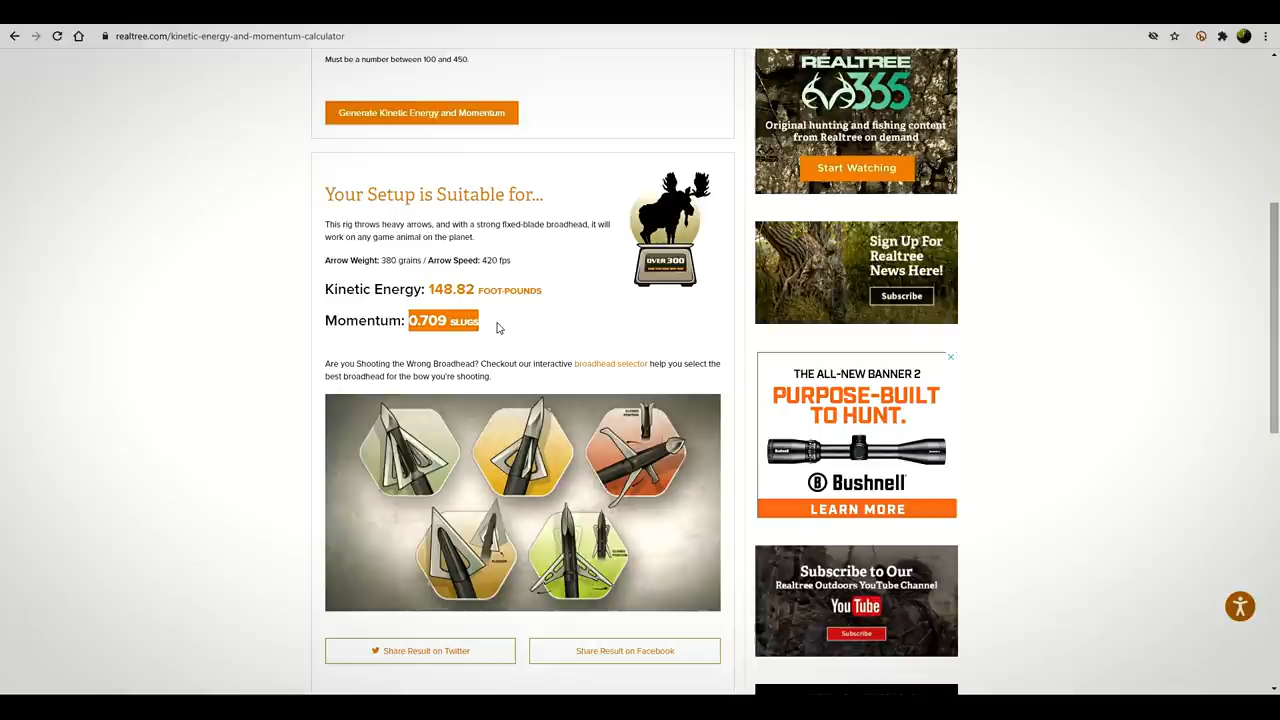 realtree.com/kinetic-energy-and-momentum-calculator
Must be a number between 100 and 450.
Generate Kinetic Energy and Momentum
Your Setup is Suitable for...
This rig throws heavy arrows, and with a strong fixed-blade broadhead, it will
work on any game animal on the planet.
Arrow Weight: 380 grains / Arrow Speed: 420 fps
Kinetic Energy: 148.82 FOOT-POUNDS
Momentum: 0.709 SLUGS
OVER 300
Are you Shooting the Wrong Broadhead? Checkout our interactive broadhead selector help you select the
best broadhead for the bow you're shooting.
Share Result on Twitter
Share Result on Facebook
REALTREE
365
Original hunting and fishing content
from Realtree on demand
Start Watching
Sign Up For
Realtree
News Here!
Subscribe
THE ALL-NEW BANNER 2
PURPOSE-BUILT
TO HUNT.
Bushnell
LEARN MORE
Subscribe to Our
Realtree Outdoors YouTube Channel
YouTube
Subscribe